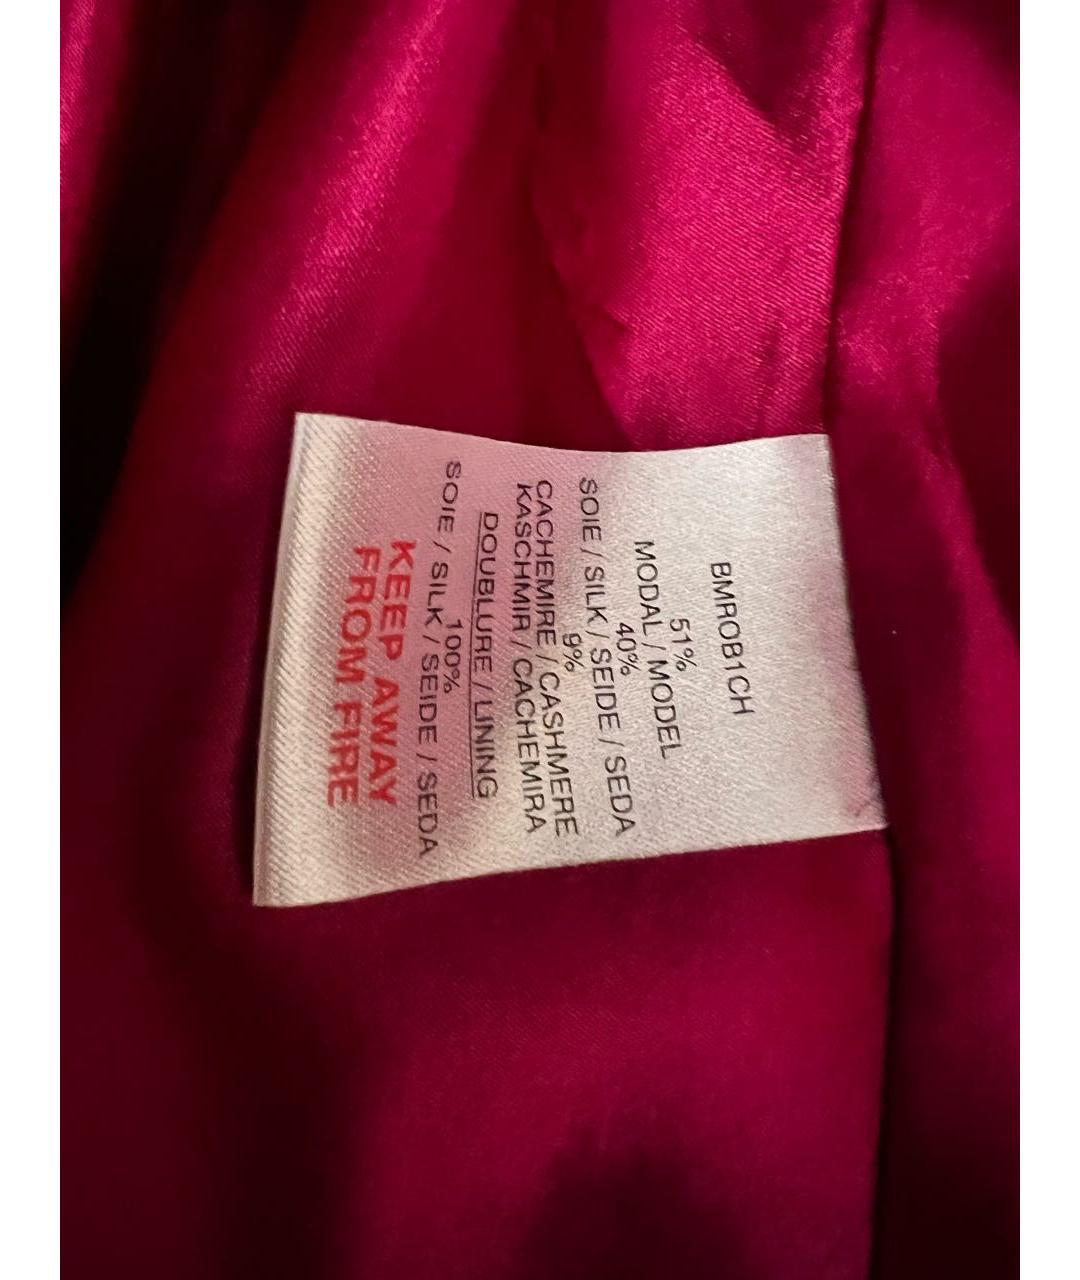 BMROB1CH
51%
MODAL / MODEL
40%
SOIE / SILK / SEIDE / SEDA
9%
CACHEMIRE / CASHMERE
KASCHMIR / CACHEMIRA
DOUBLURE / LINING
100%
SOIE / SILK / SEIDE / SEDA
KEEP AWAY
FROM FIRE